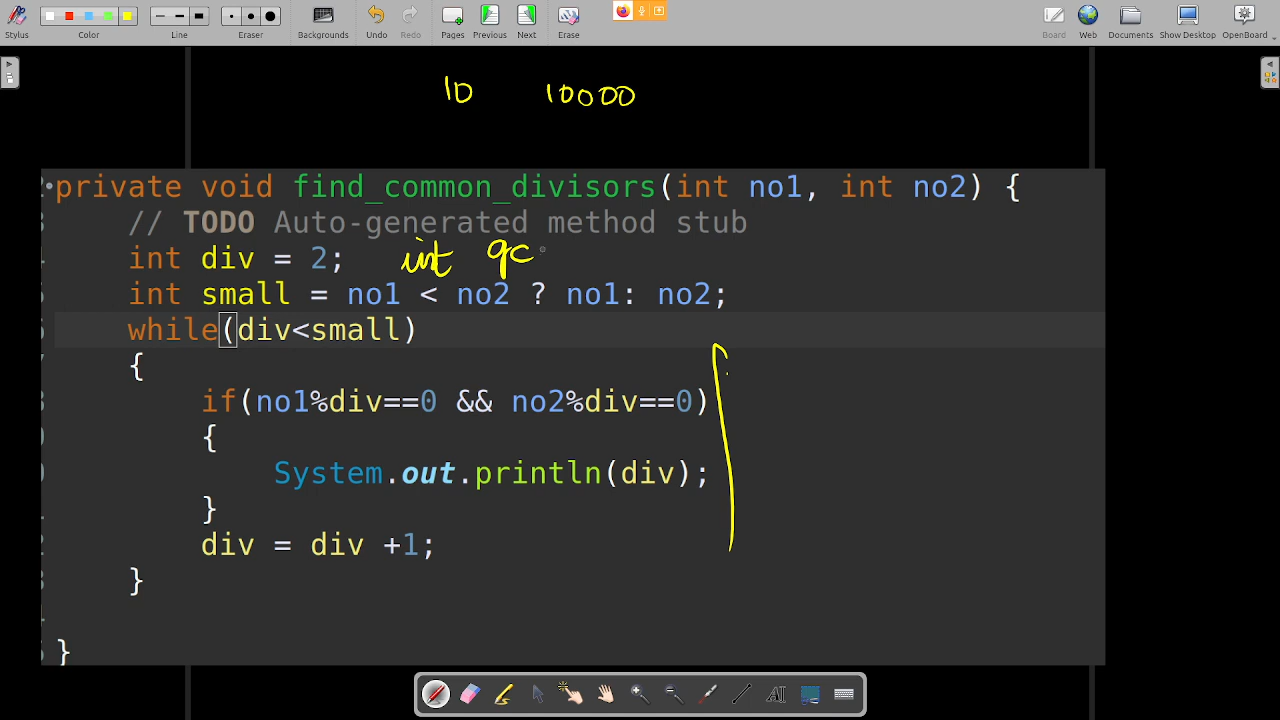 Stylus Color Line Eraser Backgrounds Undo Redo Pages Previous Next Erase Board Web Documents Show Desktop OpenBoard
10 10000
private void find_common_divisors(int no1, int no2) {
// TODO Auto-generated method stub
int div = 2; int gc
int small = no1 < no2 ? no1: no2;
while(div<small)
{
if(no1%div==0 && no2%div==0)
{
System.out.println(div);
}
div = div +1;
}
}